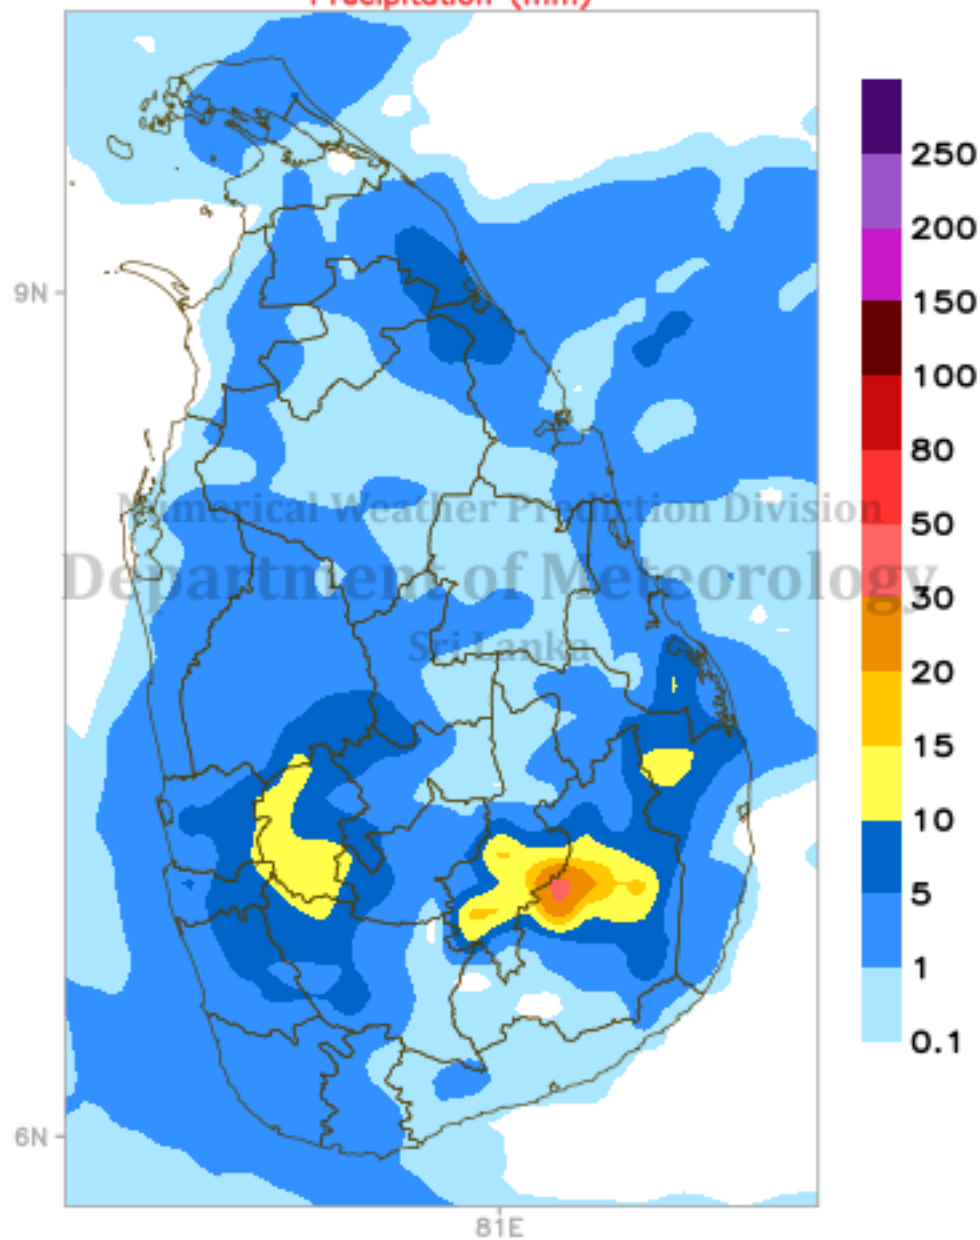 Precipitation (mm)
250
200
150
100
80
50
30
20
15
10
5
1
0.1
9N
6N
81E
Numerical Weather Prediction Division
Department of Meteorology
Sri Lanka